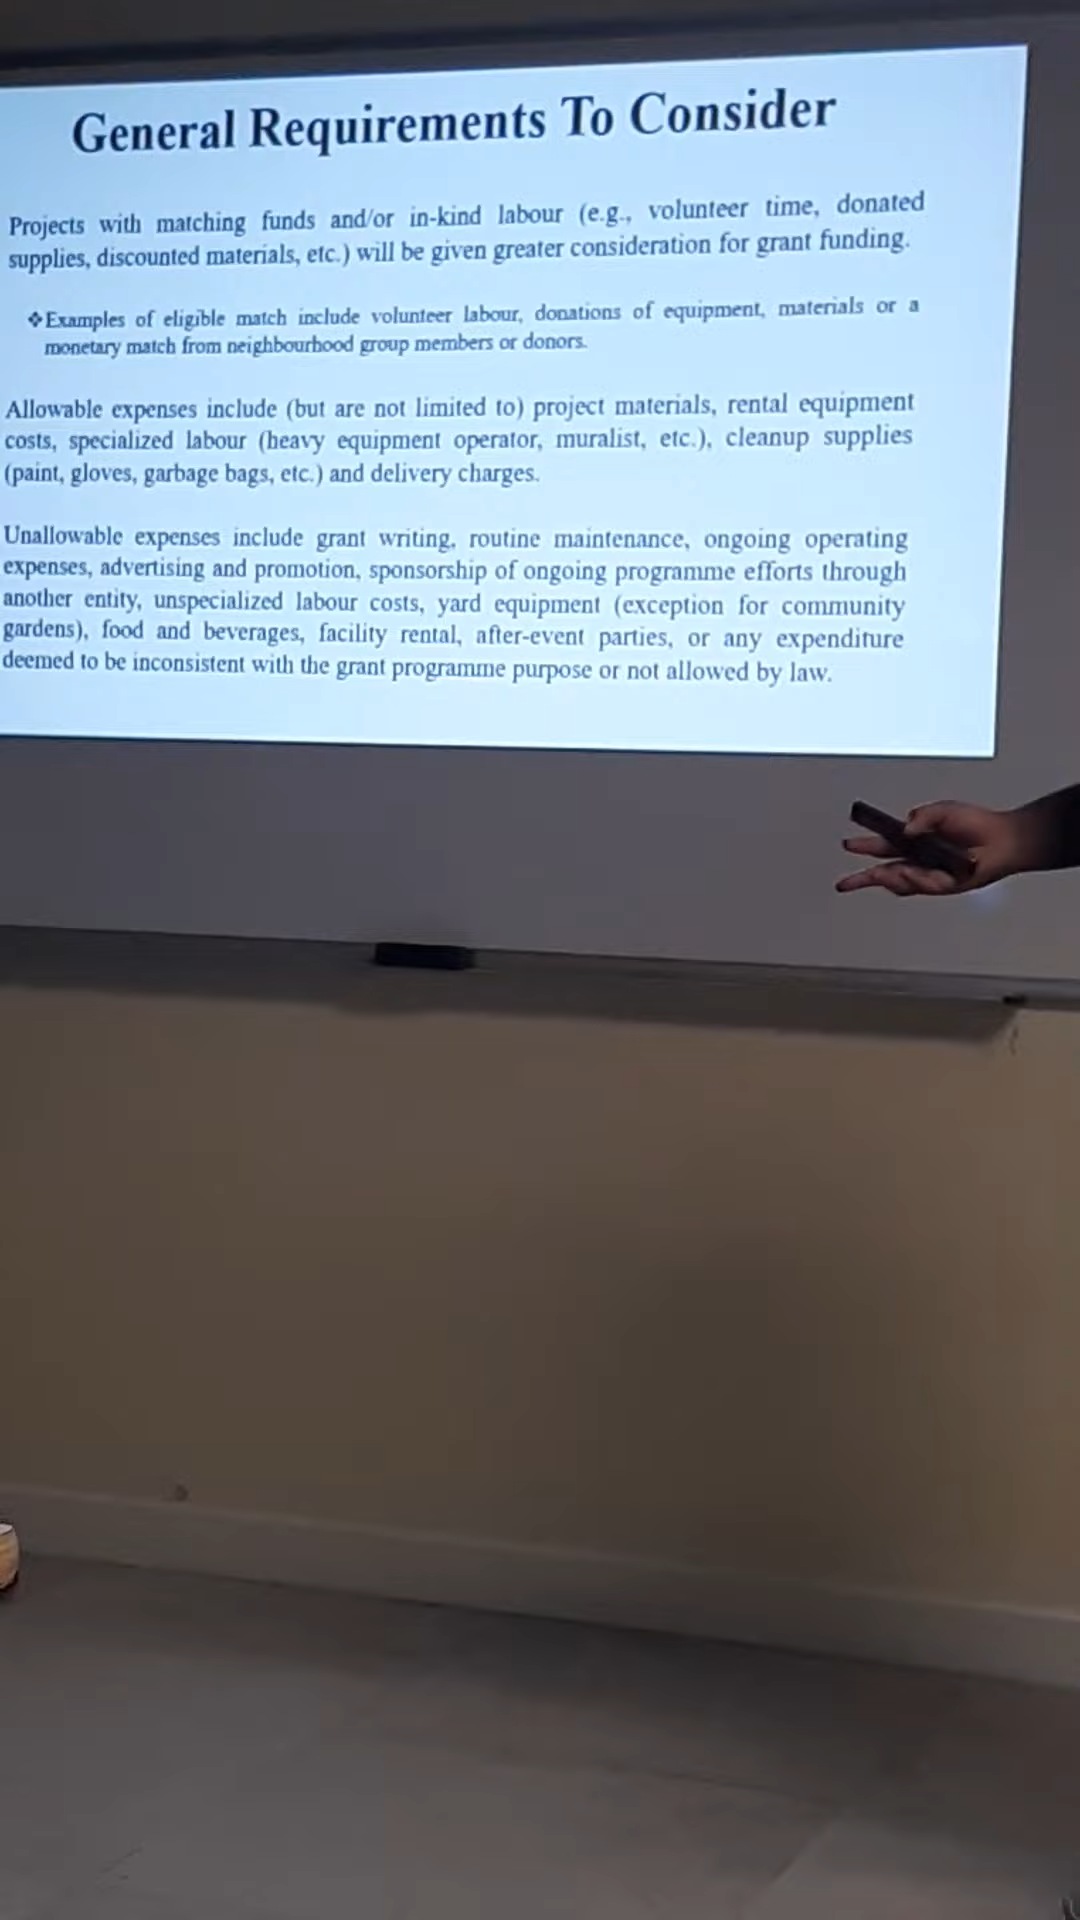 General Requirements To Consider
Projects with matching funds and/or in-kind labour (e.g., volunteer time, donated
supplies, discounted materials, etc.) will be given greater consideration for grant funding.
❖Examples of eligible match include volunteer labour, donations of equipment, materials or a
monetary match from neighbourhood group members or donors.
Allowable expenses include (but are not limited to) project materials, rental equipment
costs, specialized labour (heavy equipment operator, muralist, etc.), cleanup supplies
(paint, gloves, garbage bags, etc.) and delivery charges.
Unallowable expenses include grant writing, routine maintenance, ongoing operating
expenses, advertising and promotion, sponsorship of ongoing programme efforts through
another entity, unspecialized labour costs, yard equipment (exception for community
gardens), food and beverages, facility rental, after-event parties, or any expenditure
deemed to be inconsistent with the grant programme purpose or not allowed by law.